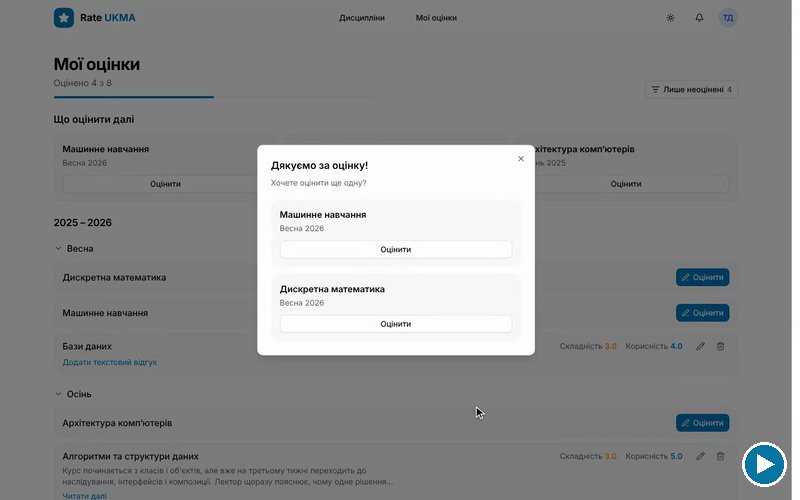 Rate UKMA
Дисципліни
Мої оцінки
ТД
Мої оцінки
Оцінено 4 з 8
Лише неоцінені 4
Що оцінити далі
Машинне навчання
Весна 2026
Оцінити
хітектура комп'ютерів
нь 2025
Оцінити
Дякуємо за оцінку!
Хочете оцінити ще одну?
Машинне навчання
Весна 2026
Оцінити
Дискретна математика
Весна 2026
Оцінити
2025 – 2026
Весна
Дискретна математика
Оцінити
Машинне навчання
Оцінити
Бази даних
Складність 3.0 Корисність 4.0
Додати текстовий відгук
Осінь
Архітектура комп'ютерів
Оцінити
Алгоритми та структури даних
Складність 3.0 Корисність 5.0
Курс починається з класів і об'єктів, але вже на третьому тижні переходить до
наслідування, інтерфейсів і композиції. Лектор щоразу пояснює, чому одне рішення...
Читати далі